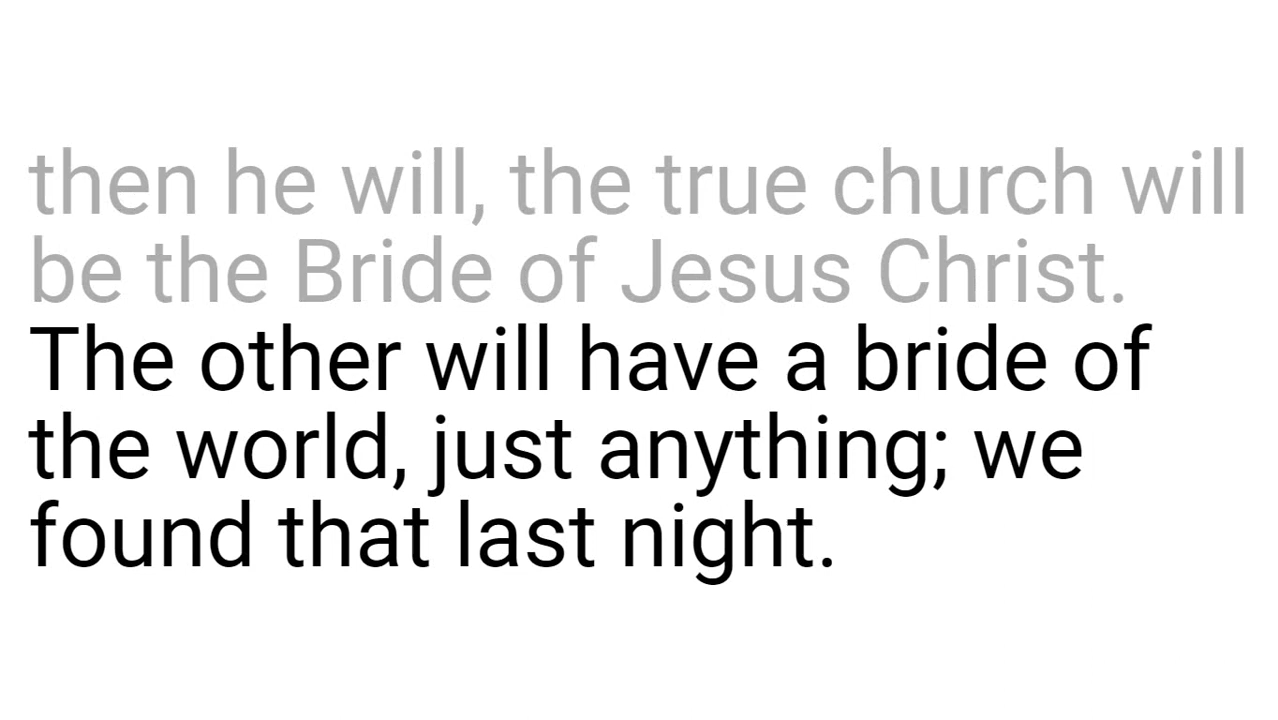 then he will, the true church will
be the Bride of Jesus Christ.
The other will have a bride of
the world, just anything; we
found that last night.